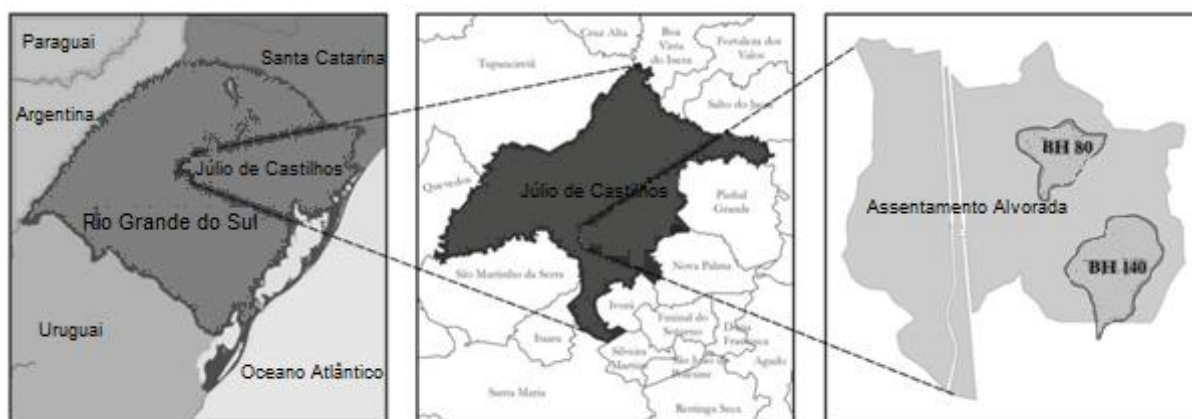 Paraguai
Santa Catarina
Argentina
Júlio de Castilhos
Rio Grande do Sul
Uruguai
Oceano Atlântico
Cruz Alta
Boa
Vista
do Incra
Fortaleza dos
Valos
Tupanciretã
Salto do Jacuí
Quevedos
Júlio de Castilhos
Pinhal
Grande
São Martinho da Serra
Nova Palma
Ivorá
Faxinal do
Soturno
Dona
Francisca
Itaara
Silveira
Martins
São João do
Polêsine
Agudo
Santa Maria
Restinga Seca
BH 80
Assentamento Alvorada
BH 140